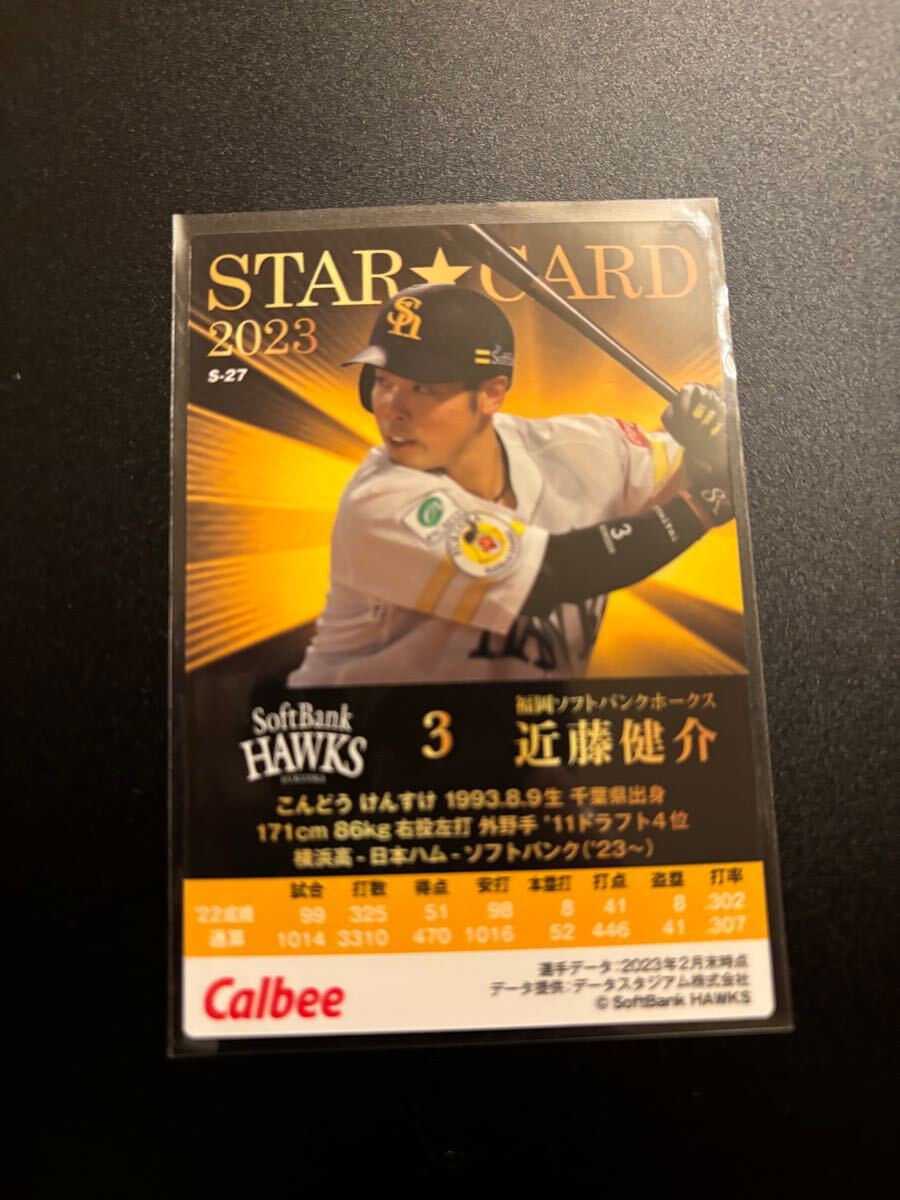 STAR★CARD
2023
S-27
Sh
3
SoftBank
HAWKS
3
福岡ソフトバンクホークス
近藤健介
こんどう けんすけ 1993.8.9生 千葉県出身
171cm 86kg 右投左打 外野手 '11ドラフト4位
横浜高 - 日本ハム - ソフトバンク('23~)
試合 打数 得点 安打 本塁打 打点 盗塁 打率
'22成績 99 325 51 98 8 41 8 .302
通算 1014 3310 470 1016 52 446 41 .307
Calbee
選手データ:2023年2月末時点
データ提供:データスタジアム株式会社
© SoftBank HAWKS